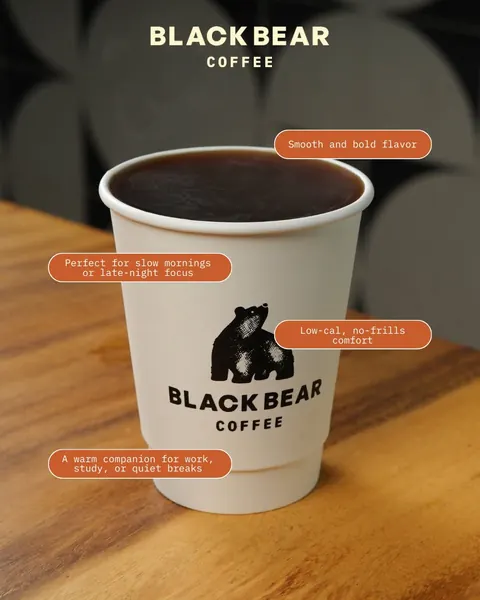 BLACK BEAR
COFFEE
Smooth and bold flavor
Perfect for slow mornings
or late-night focus
Low-cal, no-frills
comfort
BLACK BEAR
COFFEE
A warm companion for work,
study, or quiet breaks